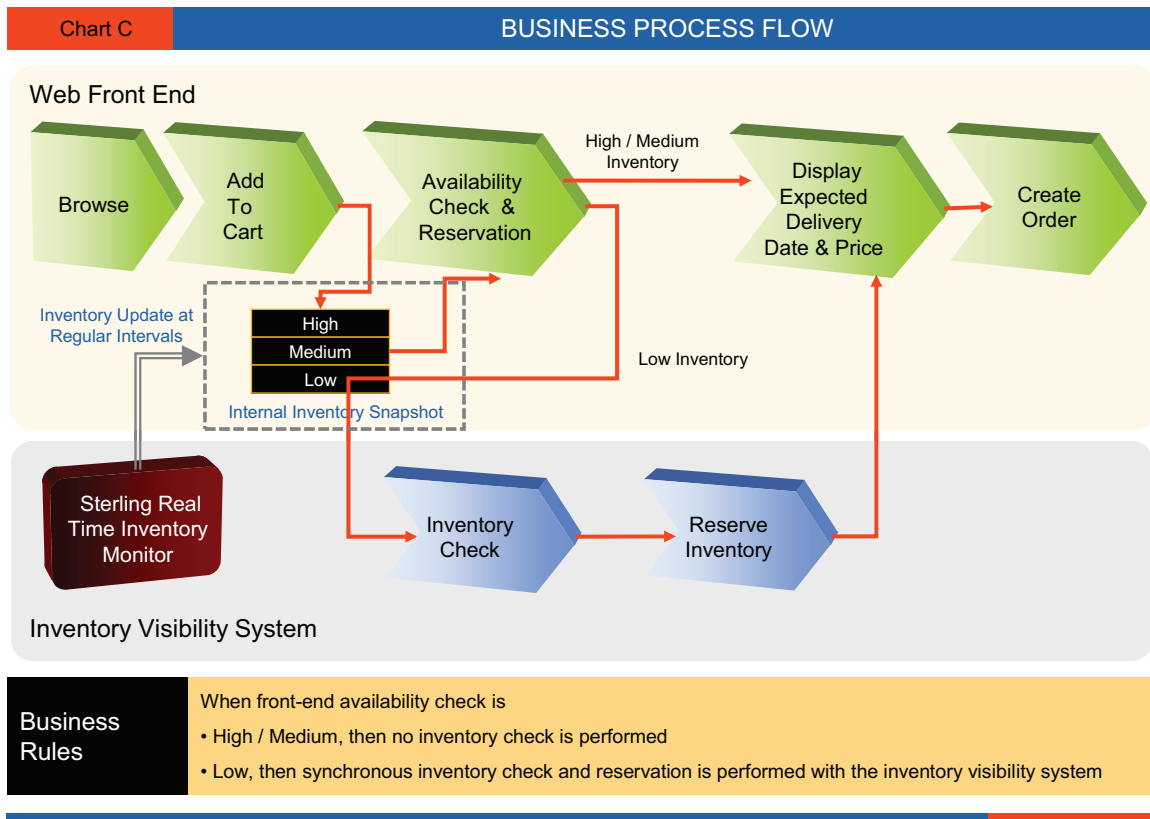 Chart C
BUSINESS PROCESS FLOW
Web Front End
Browse
Add
To
Cart
Availability
Check &
Reservation
High / Medium
Inventory
Display
Expected
Delivery
Date & Price
Create
Order
Inventory Update at
Regular Intervals
High
Medium
Low
Internal Inventory Snapshot
Low Inventory
Sterling Real
Time Inventory
Monitor
Inventory
Check
Reserve
Inventory
Inventory Visibility System
Business
Rules
When front-end availability check is
• High / Medium, then no inventory check is performed
• Low, then synchronous inventory check and reservation is performed with the inventory visibility system